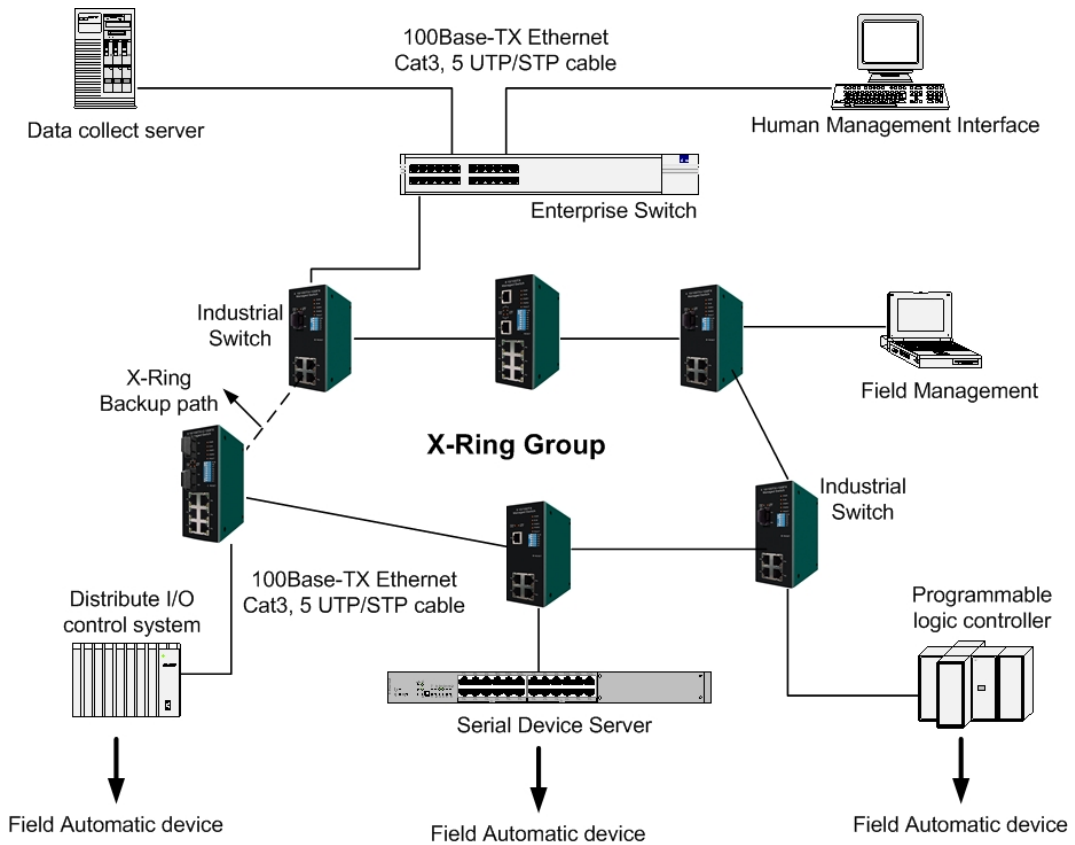 100Base-TX Ethernet
Cat3, 5 UTP/STP cable
Data collect server
Human Management Interface
Enterprise Switch
Industrial
Switch
Field Management
X-Ring
Backup path
X-Ring Group
Industrial
Switch
100Base-TX Ethernet
Cat3, 5 UTP/STP cable
Distribute I/O
control system
Programmable
logic controller
Serial Device Server
Field Automatic device
Field Automatic device
Field Automatic device